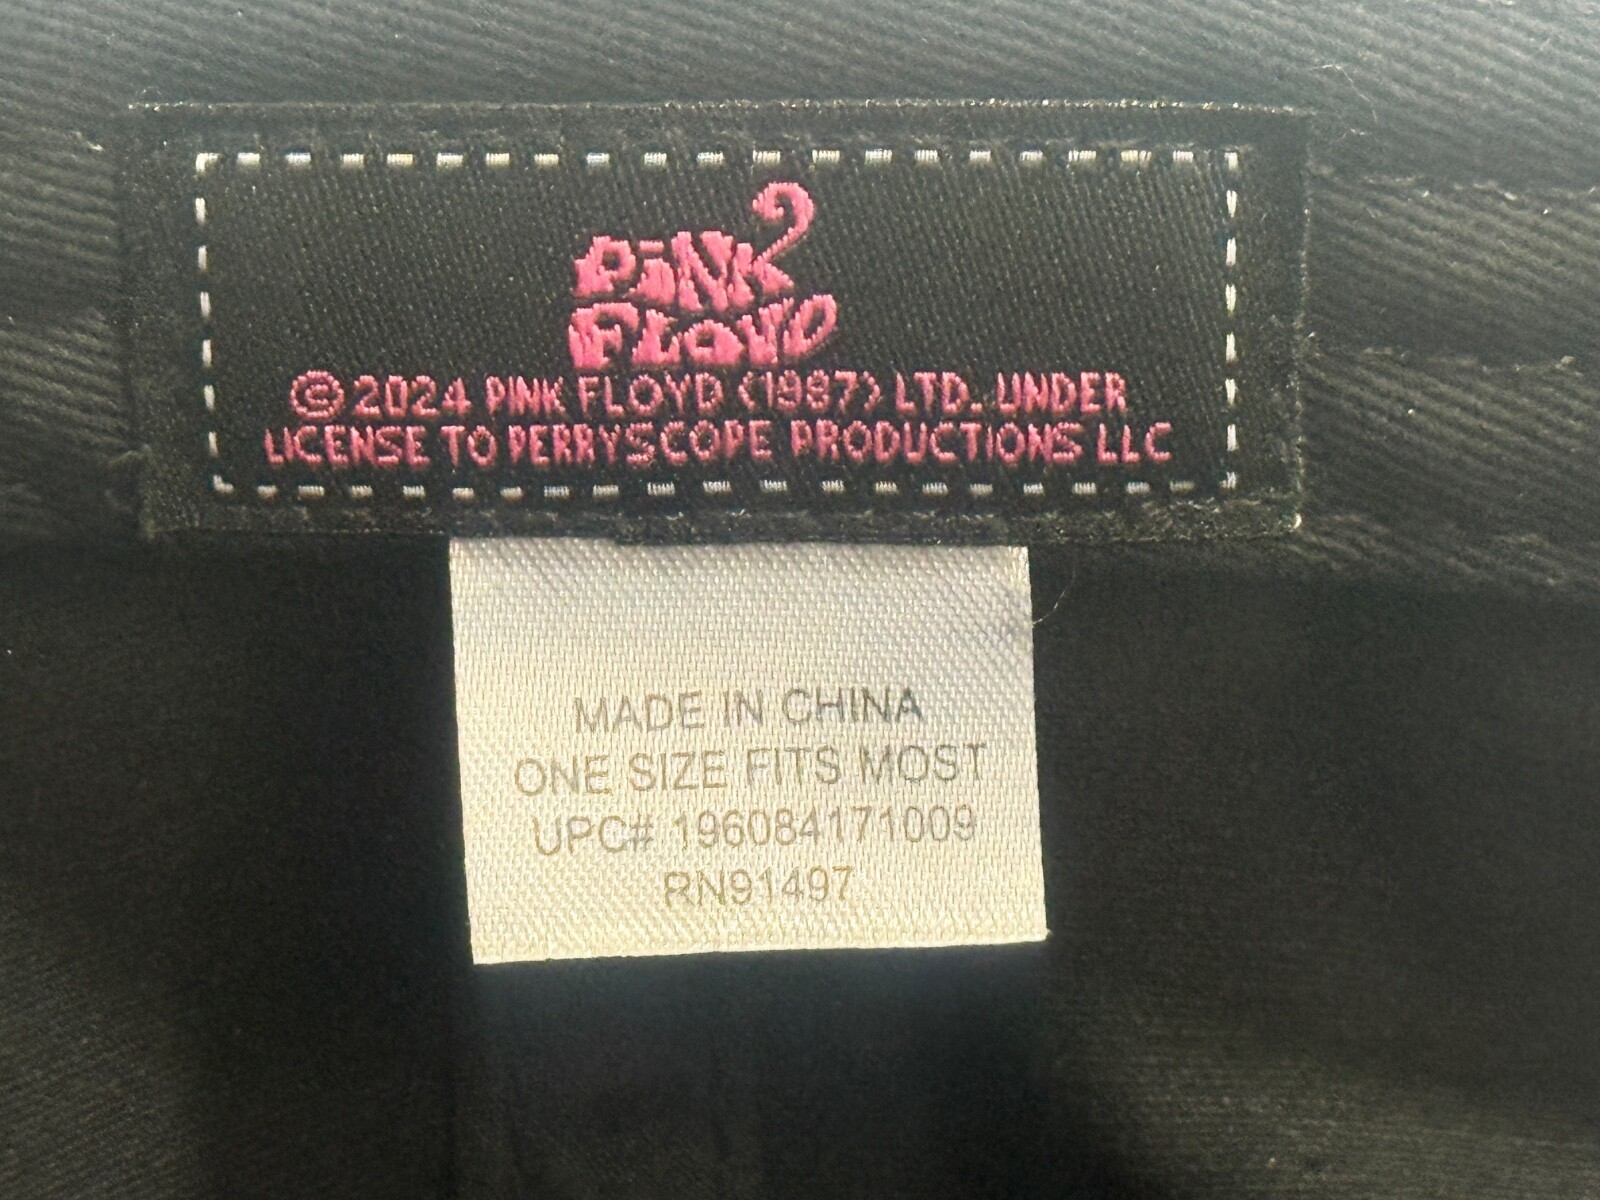 PiNK
FLOYD
©2024 PINK FLOYD (1987) LTD. UNDER
LICENSE TO PERRYSCOPE PRODUCTIONS LLC
MADE IN CHINA
ONE SIZE FITS MOST
UPC# 196084171009
RN91497